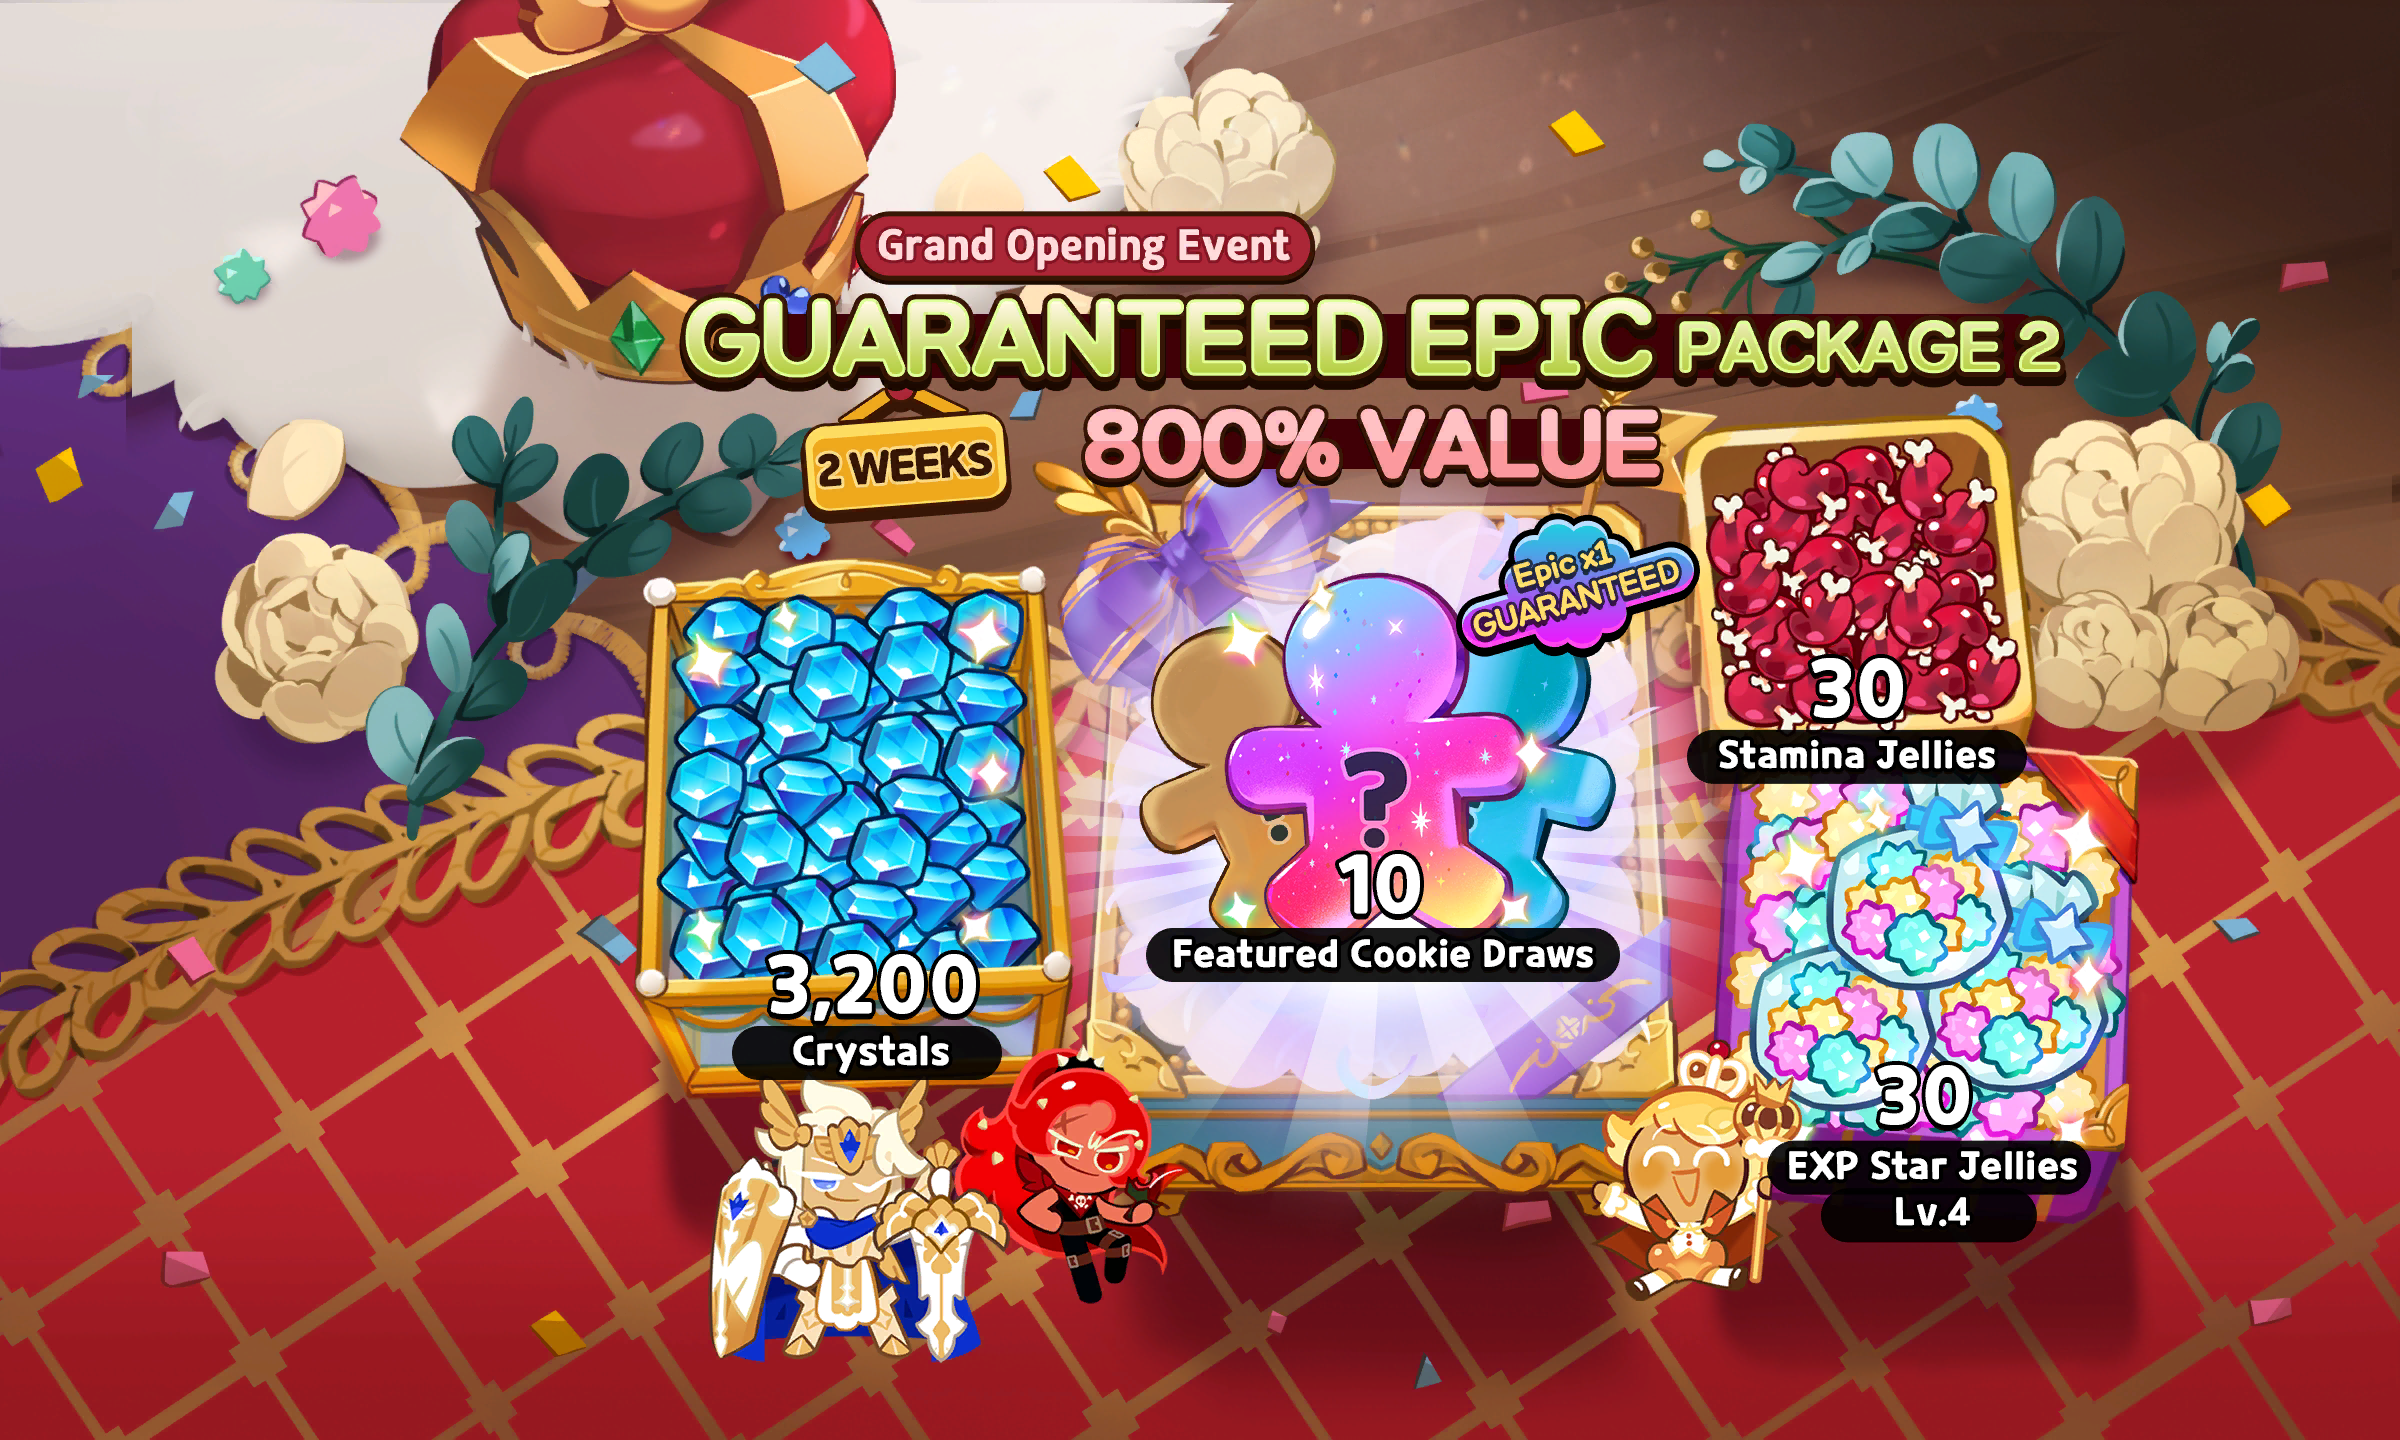 Grand Opening Event
GUARANTEED EPIC PACKAGE 2
2 WEEKS
800% VALUE
Epic x1
GUARANTEED
3,200
Crystals
?
10
Featured Cookie Draws
30
Stamina Jellies
30
EXP Star Jellies
Lv.4